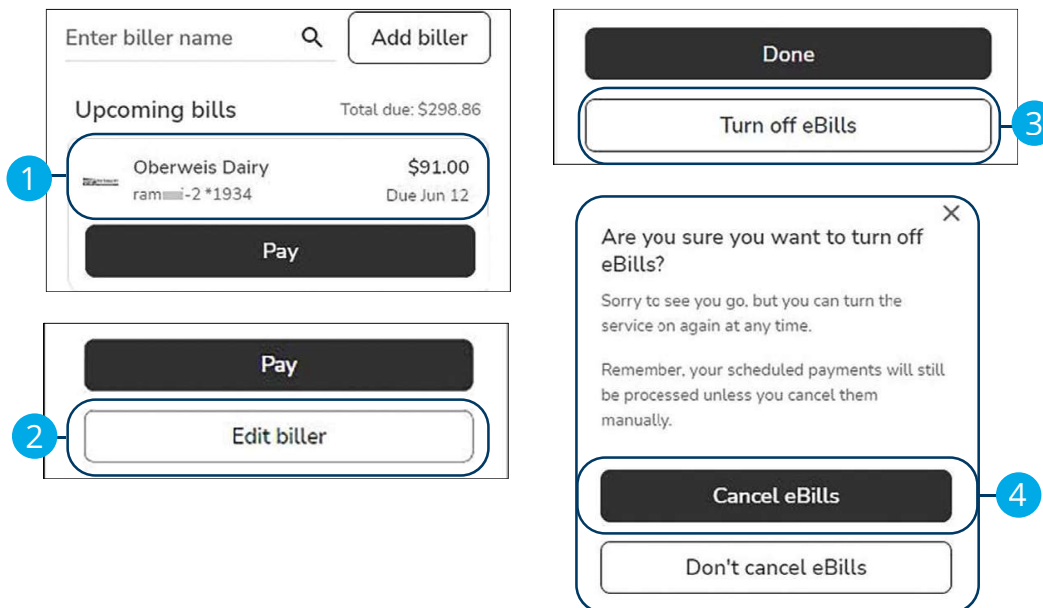 Enter biller name
Add biller
Upcoming bills
Total due: $298.86
1
Oberweis Dairy
$91.00
ram
i-2 *1934
Due Jun 12
Pay
Pay
2
Edit biller
Done
Turn off eBills
3
Are you sure you want to turn off
eBills?
Sorry to see you go, but you can turn the
service on again at any time.
Remember, your scheduled payments will still
be processed unless you cancel them
manually.
Cancel eBills
4
Don't cancel eBills